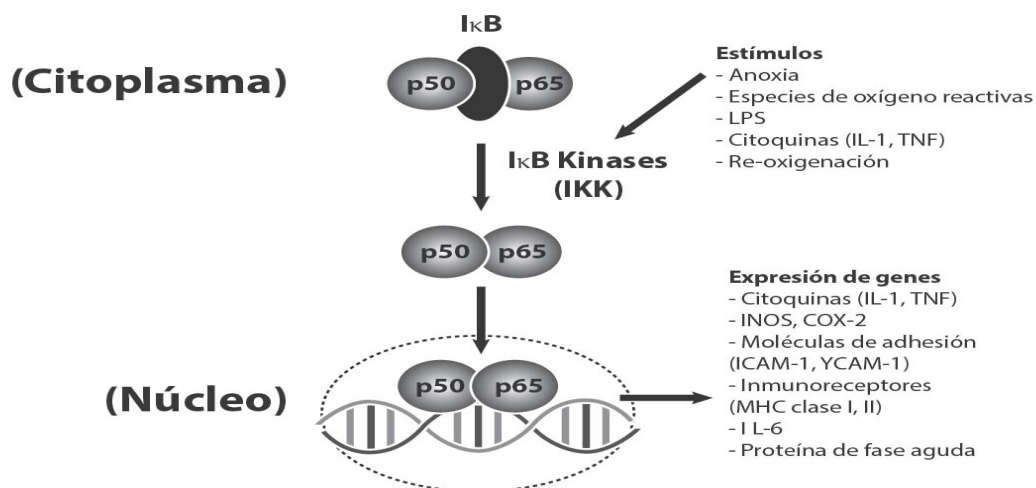 IκB
p50
p65
(Citoplasma)
Estímulos
- Anoxia
- Especies de oxígeno reactivas
- LPS
- Citoquinas (IL-1, TNF)
- Re-oxigenación
IκB Kinases
(IKK)
p50
p65
Expresión de genes
- Citoquinas (IL-1, TNF)
- INOS, COX-2
- Moléculas de adhesión
(ICAM-1, YCAM-1)
- Inmunoreceptores
(MHC clase I, II)
- I L-6
- Proteína de fase aguda
p50
p65
(Núcleo)